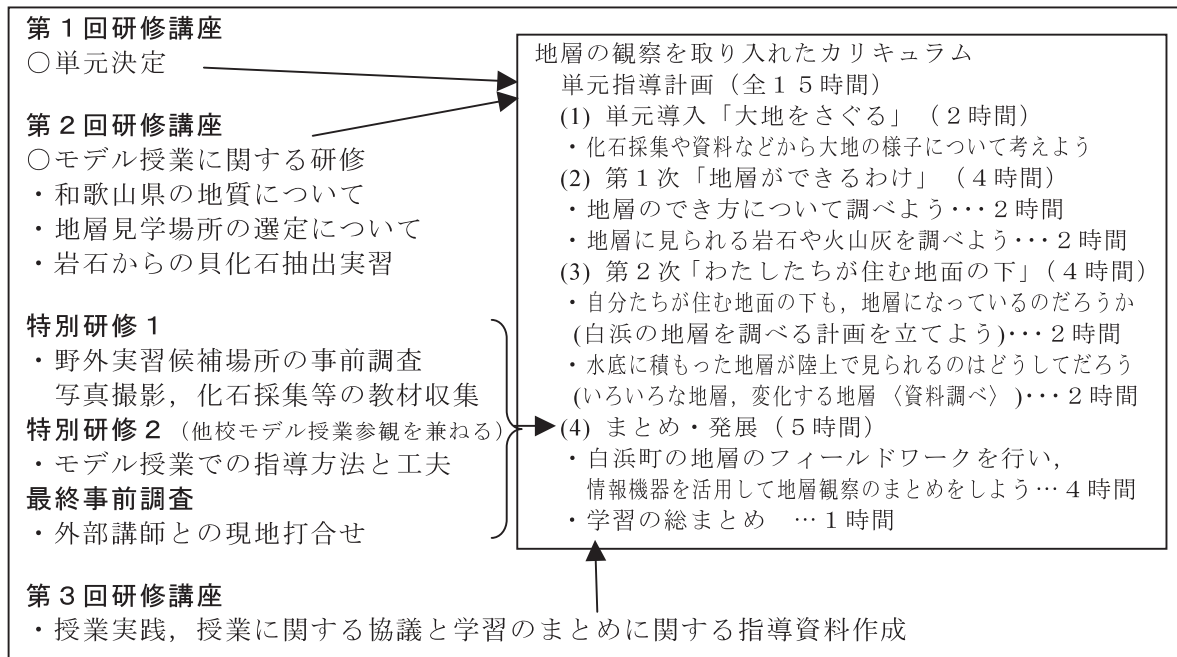 第１回研修講座
○単元決定
第２回研修講座
○モデル授業に関する研修
・和歌山県の地質について
・地層見学場所の選定について
・岩石からの貝化石抽出実習
特別研修１
・野外実習候補場所の事前調査
写真撮影，化石採集等の教材収集
特別研修２（他校モデル授業参観を兼ねる）
・モデル授業での指導方法と工夫
最終事前調査
・外部講師との現地打合せ
地層の観察を取り入れたカリキュラム
単元指導計画（全１５時間）
(1) 単元導入「大地をさぐる」（２時間）
・化石採集や資料などから大地の様子について考えよう
(2) 第１次「地層ができるわけ」（４時間）
・地層のでき方について調べよう･･･２時間
・地層に見られる岩石や火山灰を調べよう･･･２時間
(3) 第２次「わたしたちが住む地面の下」（４時間）
・自分たちが住む地面の下も，地層になっているのだろうか
(白浜の地層を調べる計画を立てよう)･･･２時間
・水底に積もった地層が陸上で見られるのはどうしてだろう
(いろいろな地層，変化する地層〈資料調べ〉)･･･２時間
(4) まとめ・発展（５時間）
・白浜町の地層のフィールドワークを行い，
情報機器を活用して地層観察のまとめをしよう…４時間
・学習の総まとめ　…１時間
第３回研修講座
・授業実践，授業に関する協議と学習のまとめに関する指導資料作成